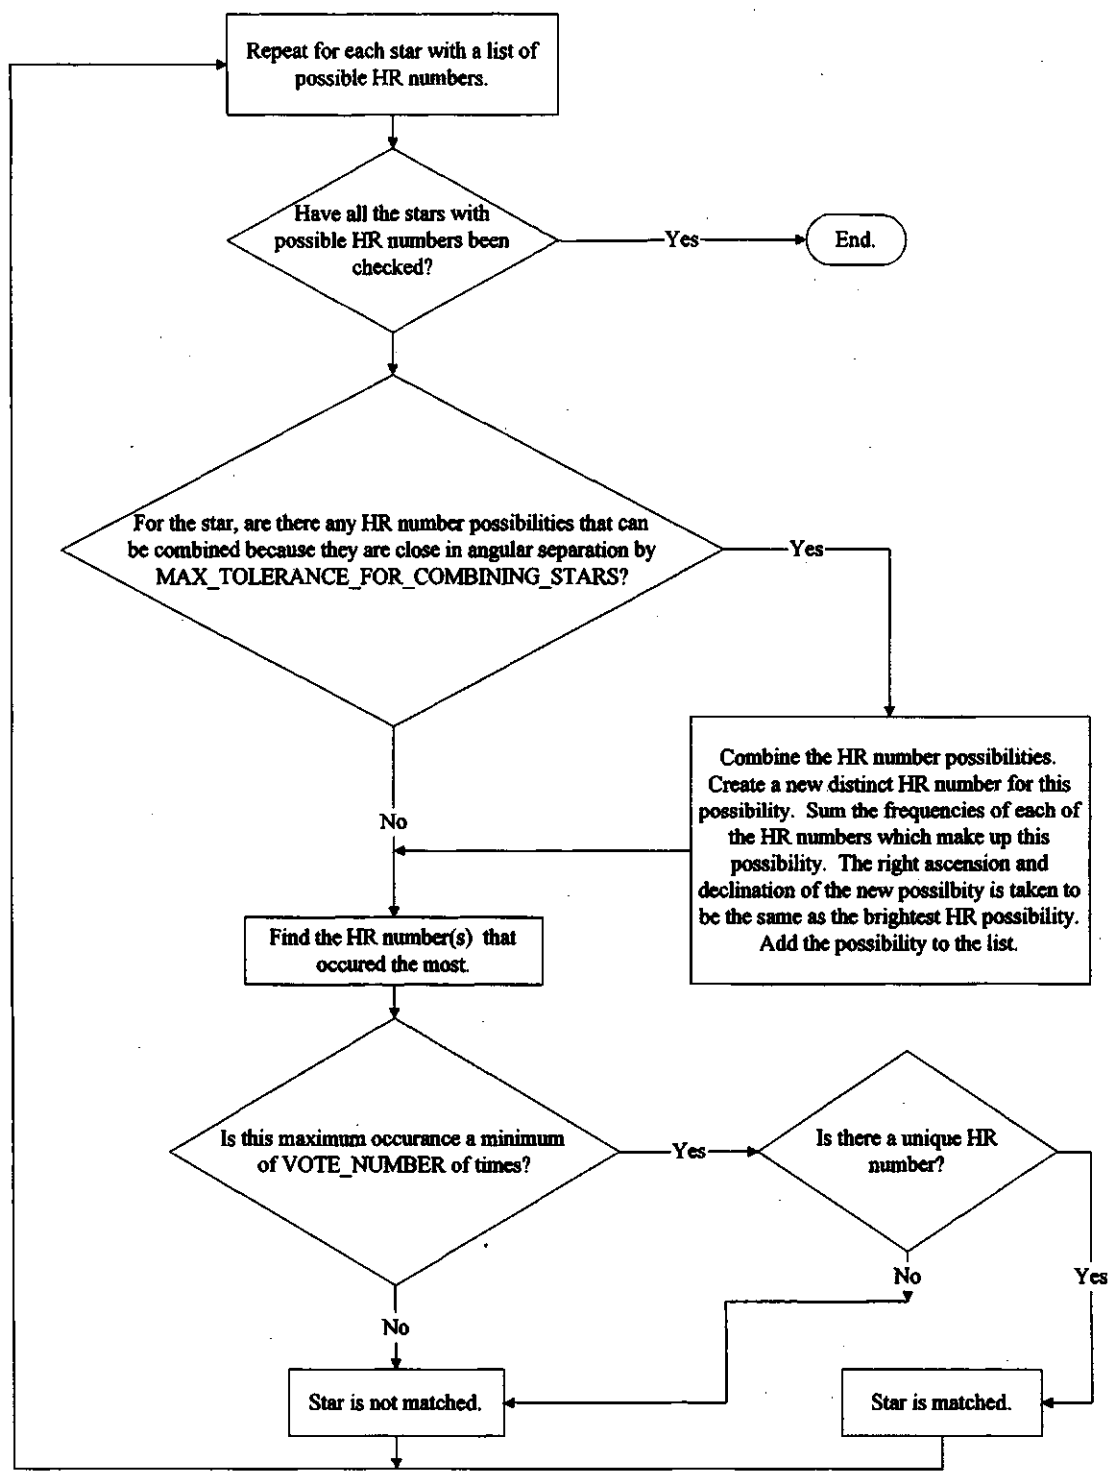 Repeat for each star with a list of
possible HR numbers.
Have all the stars with
possible HR numbers been
checked?
Yes
End.
For the star, are there any HR number possibilities that can
be combined because they are close in angular separation by
MAX_TOLERANCE_FOR_COMBINING_STARS?
Yes
Combine the HR number possibilities.
Create a new distinct HR number for this
possibility.  Sum the frequencies of each of
the HR numbers which make up this
possibility.  The right ascension and
declination of the new possilbity is taken to
be the same as the brightest HR possibility.
Add the possibility to the list.
No
Find the HR number(s)  that
occured the most.
Is this maximum occurance a minimum
of VOTE_NUMBER of times?
Yes
Is there a unique HR
number?
No
Yes
No
Star is not matched.
Star is matched.